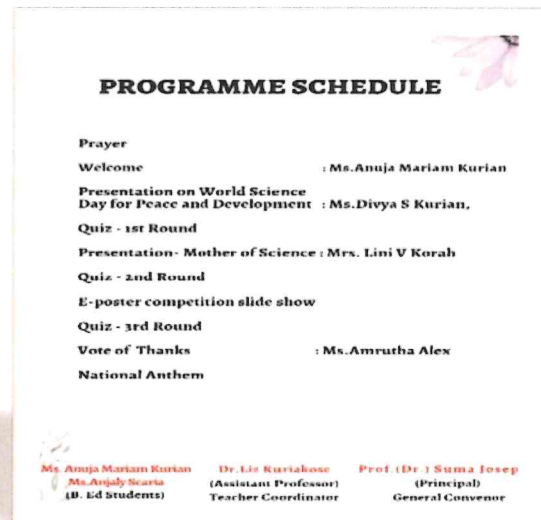 PROGRAMME SCHEDULE
Prayer
Welcome : Ms.Anuja Mariam Kurian
Presentation on World Science
Day for Peace and Development : Ms.Divya S Kurian,
Quiz - 1st Round
Presentation- Mother of Science : Mrs. Lini V Korah
Quiz - 2nd Round
E-poster competition slide show
Quiz - 3rd Round
Vote of Thanks : Ms.Amrutha Alex
National Anthem
Ms. Anuja Mariam Kurian
Ms.Anjaly Scaria
(B. Ed Students)
Dr.Liz Kuriakose
(Assistant Professor)
Teacher Coordinator
Prof.(Dr.) Suma Josep
(Principal)
General Convenor